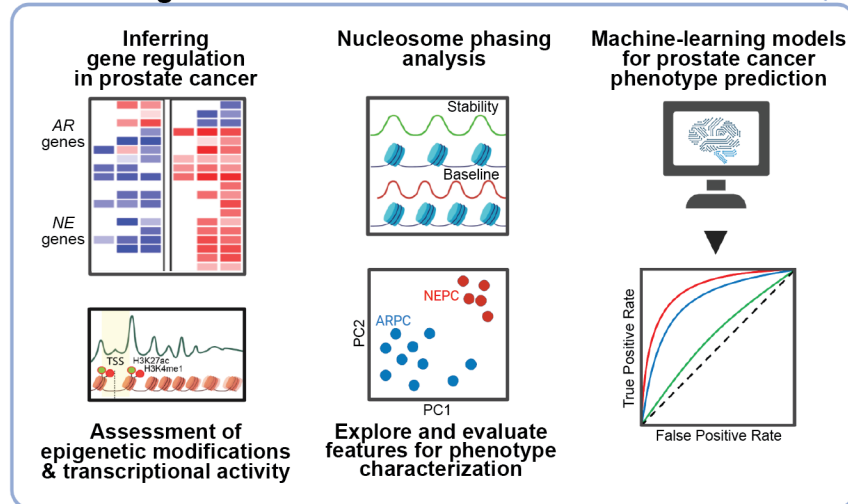 Inferring
gene regulation
in prostate cancer
AR
genes
NE
genes
TSS
H3K27ac
H3K4me1
Assessment of
epigenetic modifications
& transcriptional activity
Nucleosome phasing
analysis
Stability
Baseline
NEPC
ARPC
PC2
PC1
Explore and evaluate
features for phenotype
characterization
Machine-learning models
for prostate cancer
phenotype prediction
True Positive Rate
False Positive Rate